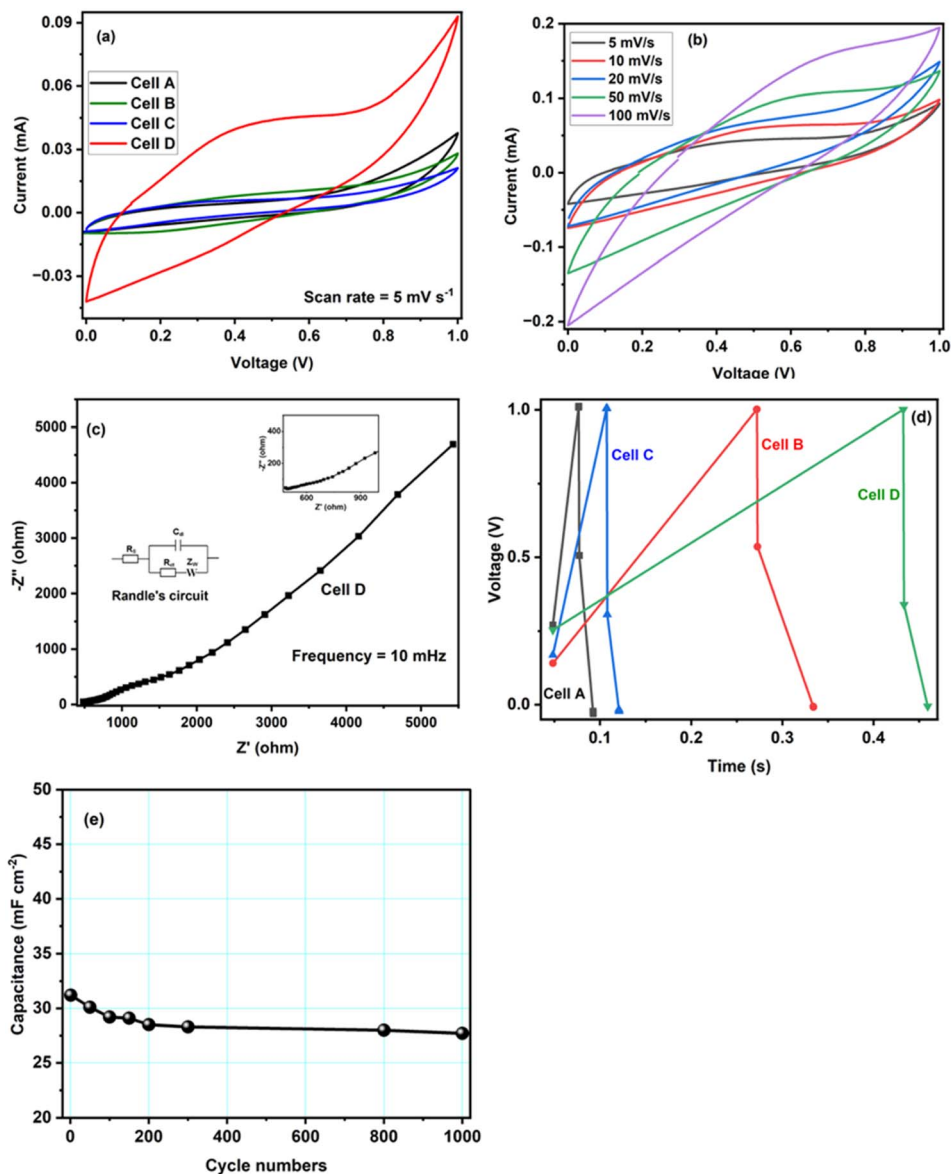 (a)
Cell A
Cell B
Cell C
Cell D
Current (mA)
0.09
0.06
0.03
0.00
−0.03
0.0 0.2 0.4 0.6 0.8 1.0
Scan rate = 5 mV s-1
Voltage (V)
(b)
5 mV/s
10 mV/s
20 mV/s
50 mV/s
100 mV/s
Current (mA)
0.2
0.1
0.0
−0.1
−0.2
0.0 0.2 0.4 0.6 0.8 1.0
Voltage (V)
(c)
-Z'' (ohm)
5000
4000
3000
2000
1000
0
-Z'' (ohm)
400
200
600 900
Z' (ohm)
Rs
Cdl
Rct
Randle's circuit
Cell D
Frequency = 10 mHz
1000 2000 3000 4000 5000
Z' (ohm)
(d)
Voltage (V)
1.0
0.5
0.0
Cell C
Cell B
Cell D
Cell A
0.1 0.2 0.3 0.4
Time (s)
(e)
Capacitance (mF cm-2)
50
45
40
35
30
25
20
0 200 400 600 800 1000
Cycle numbers